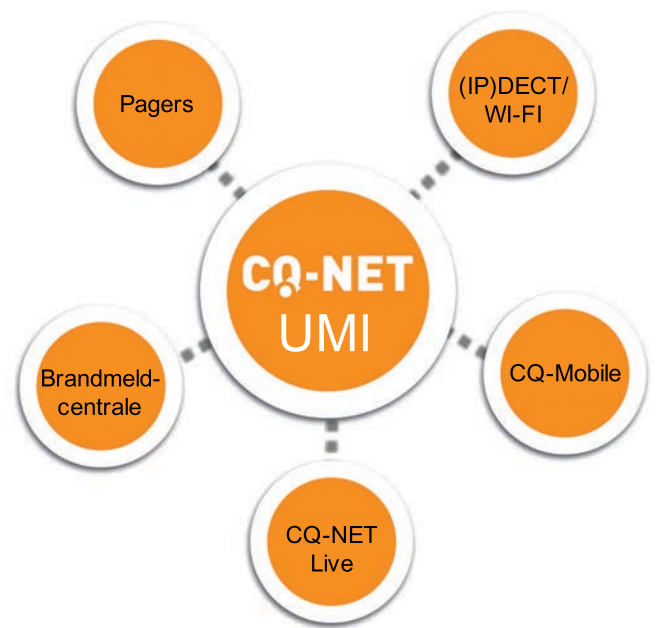 Pagers
(IP)DECT/
WI-FI
CQ-NET
UMI
Brandmeld-
centrale
CQ-Mobile
CQ-NET
Live